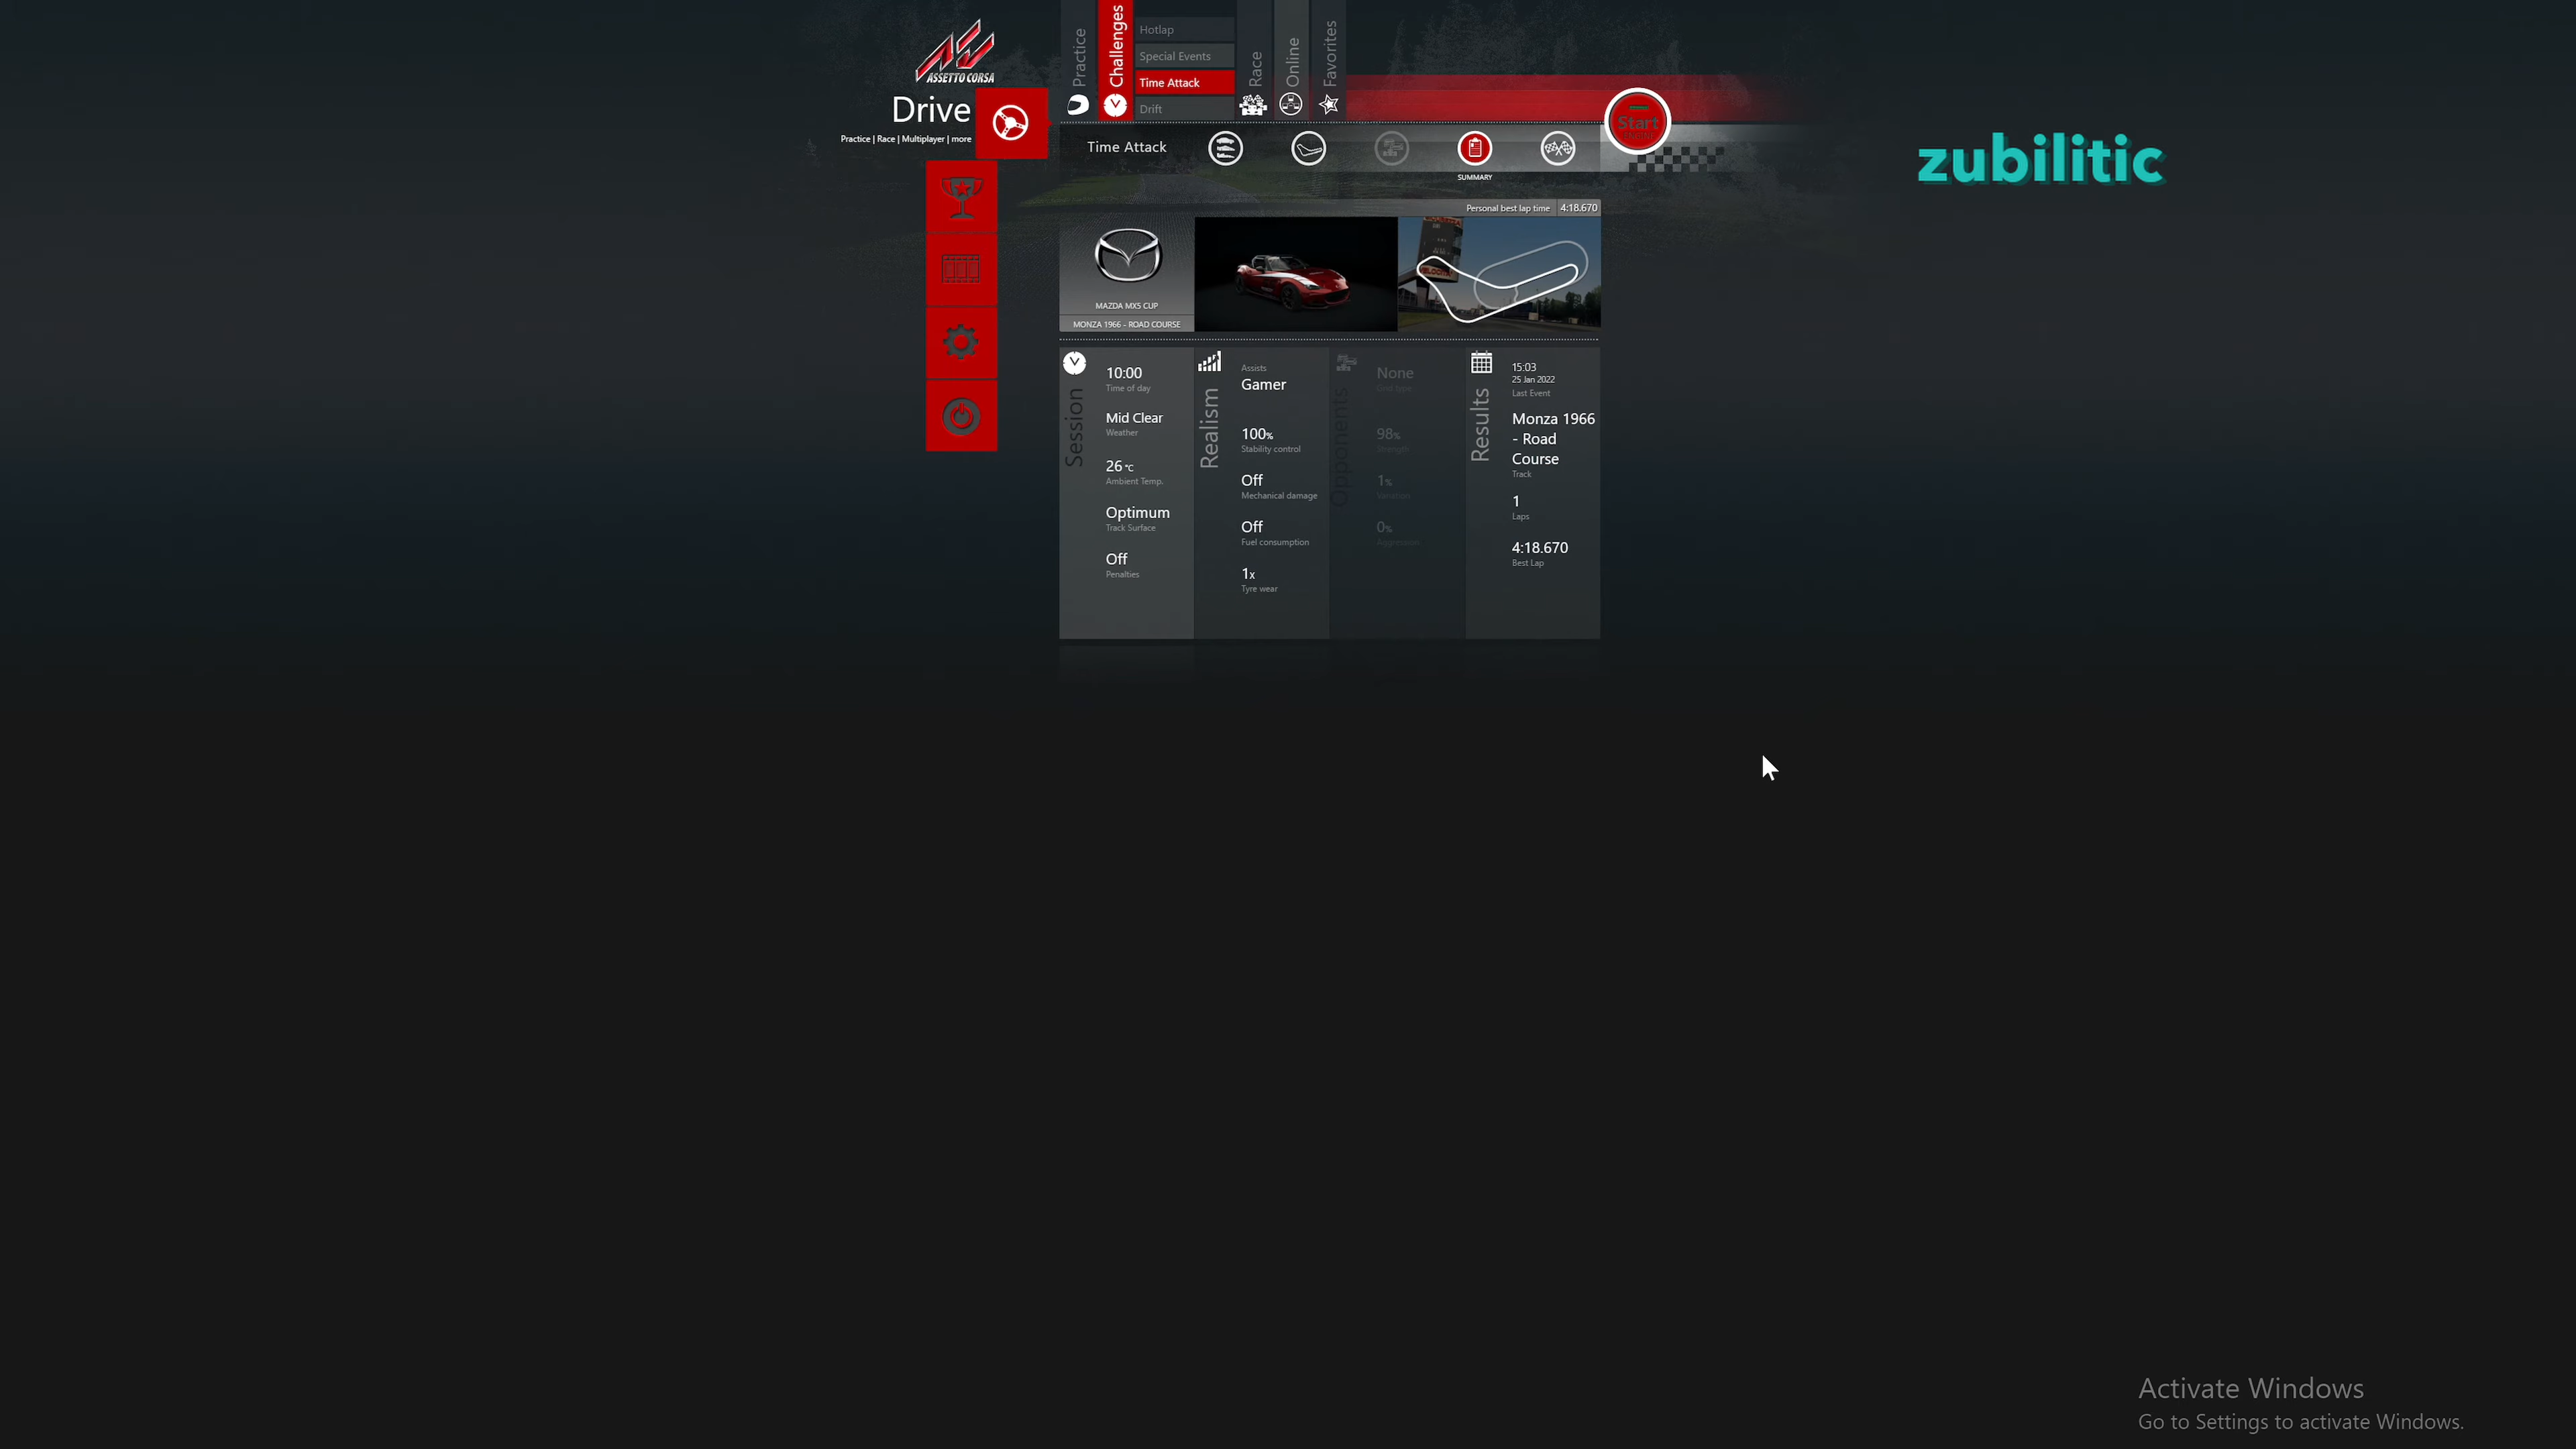 ASSETTO CORSA
Drive
Practice | Race | Multiplayer | more
Practice
Challenges
Hotlap
Special Events
Time Attack
Drift
Race
Online
Favorites
Start
zubilitic
Time Attack
SUMMARY
Personal best lap time 4:18.670
MAZDA MX5 CUP
MONZA 1966 - ROAD COURSE
Session
10:00
Time of day
Mid Clear
Weather
26 °C
Ambient Temp.
Optimum
Track Surface
Off
Penalties
Realism
Assists
Gamer
100%
Stability control
Off
Mechanical damage
Off
Fuel consumption
1x
Tyre wear
Opponents
None
98%
Strength
1%
Variation
0%
Aggression
Results
15:03
25 Jan 2022
Last Event
Monza 1966
- Road
Course
Track
1
Laps
4:18.670
Best Lap
Activate Windows
Go to Settings to activate Windows.